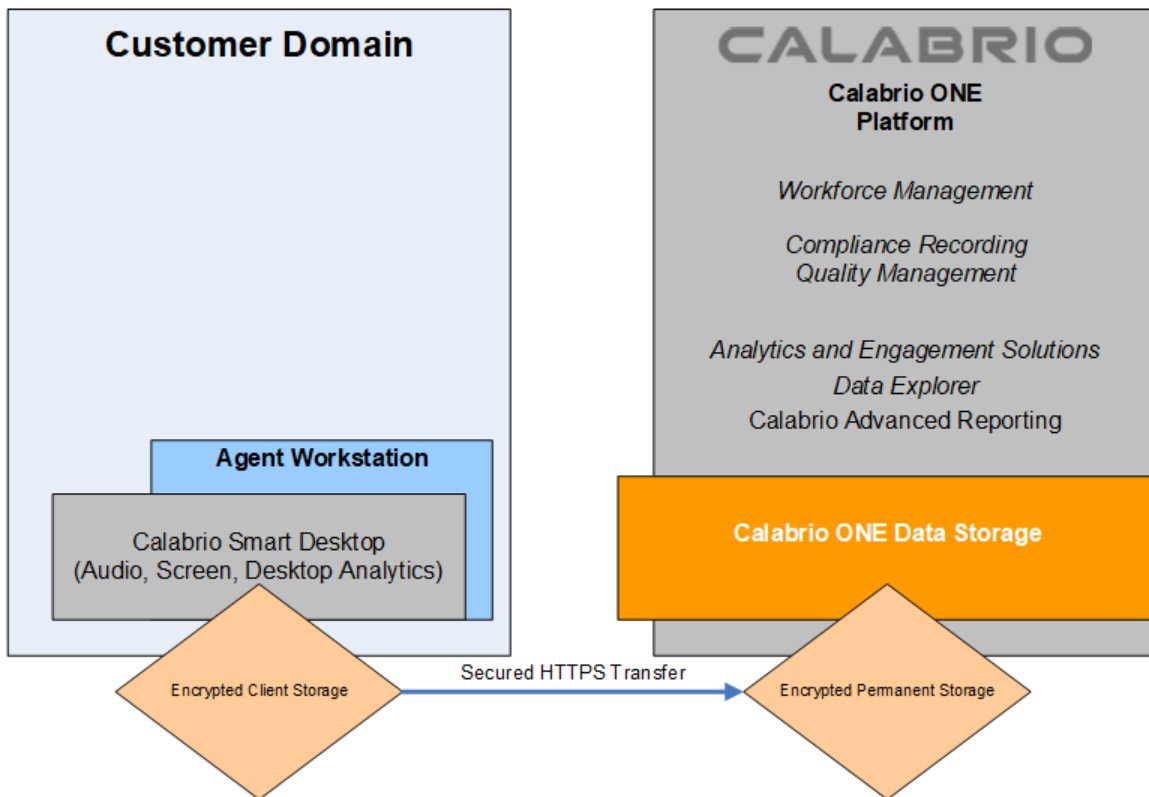 Customer Domain
Agent Workstation
Calabrio Smart Desktop
(Audio, Screen, Desktop Analytics)
Encrypted Client Storage
Secured HTTPS Transfer
CALABRIO
Calabrio ONE
Platform
Workforce Management
Compliance Recording
Quality Management
Analytics and Engagement Solutions
Data Explorer
Calabrio Advanced Reporting
Calabrio ONE Data Storage
Encrypted Permanent Storage